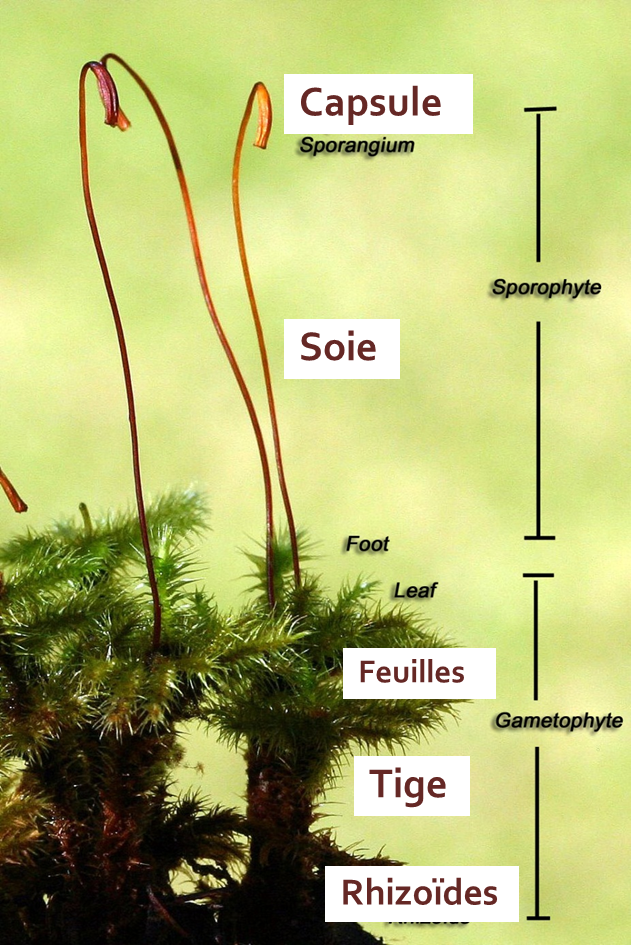 Capsule
Sporangium
Sporophyte
Soie
Foot
Leaf
Feuilles
Gametophyte
Tige
Rhizoïdes